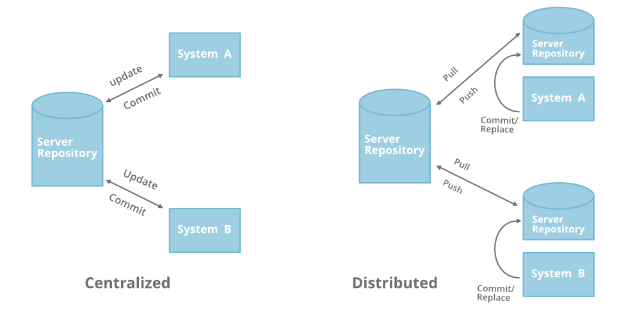 System A
update
Commit
Server
Repository
Update
Commit
System B
Centralized
Server
Repository
Pull
Push
System A
Commit/
Replace
Server
Repository
Pull
Push
Server
Repository
System B
Commit/
Replace
Distributed